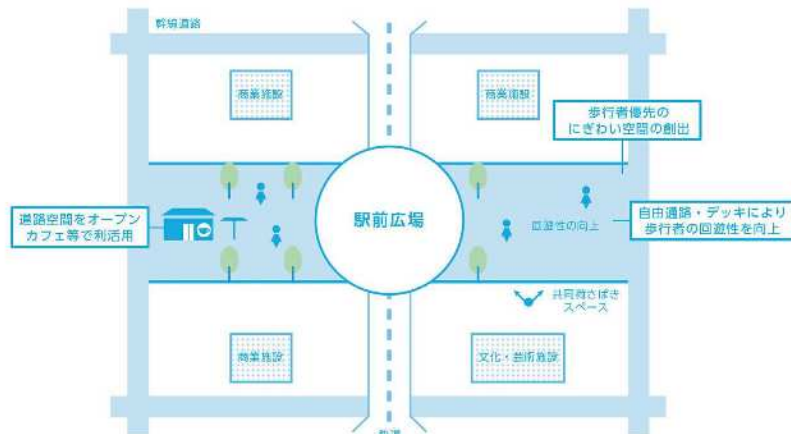 幹線道路
商業施設
商業施設
歩行者優先の
にぎわい空間の創出
道路空間をオープン
カフェ等で利活用
駅前広場
回遊性の向上
自由通路・デッキにより
歩行者の回遊性を向上
共同荷さばき
スペース
商業施設
文化・芸術施設